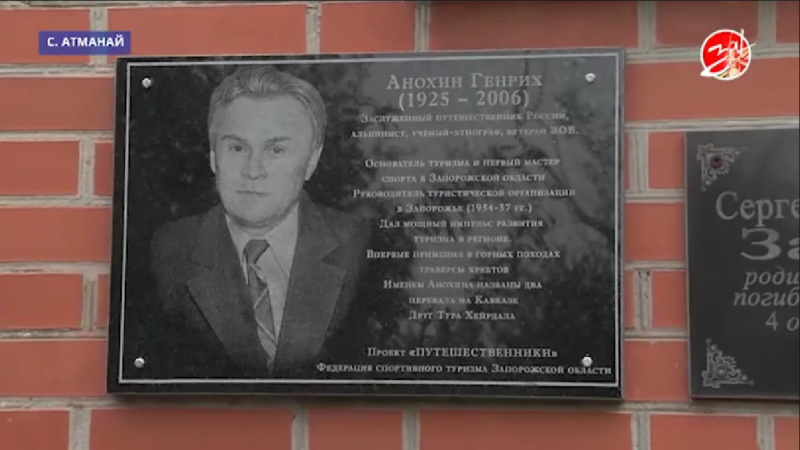 С. АТМАНАЙ
Анохин Генрих
(1925 – 2006)
Заслуженный путешественник России,
альпинист, учёный-этнограф, ветеран ВОВ.
Основатель туризма и первый мастер
спорта в Запорожской области
Руководитель туристической организации
в Запорожье (1954-57 гг.)
Дал мощный импульс развития
туризма в регионе.
Впервые применил в горных походах
траверсы хребтов
Именем Анохина названы два
перевала на Кавказе
Друг Тура Хейрдала
Проект «ПУТЕШЕСТВЕННИКИ»
Федерация спортивного туризма Запорожской области
Серге
За
роди
погиб
4 о